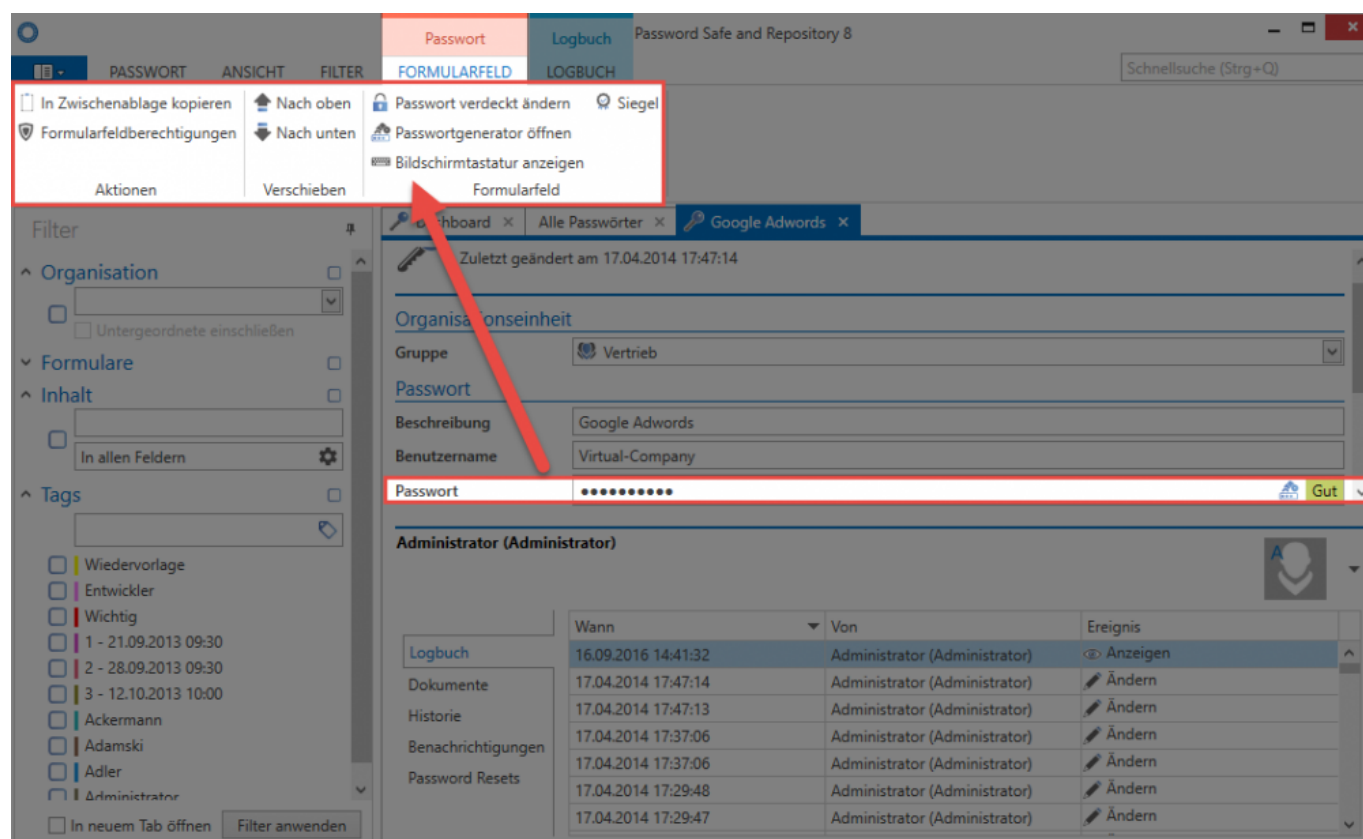 Passwort Logbuch Password Safe and Repository 8
PASSWORT ANSICHT FILTER FORMULARFELD LOGBUCH Schnellsuche (Strg+Q)
In Zwischenablage kopieren Nach oben Passwort verdeckt ändern Siegel
Formularfeldberechtigungen Nach unten Passwortgenerator öffnen
Bildschirmtastatur anzeigen
Aktionen Verschieben Formularfeld
Filter
Organisation
Untergeordnete einschließen
Formulare
Inhalt
In allen Feldern
Tags
Wiedervorlage
Entwickler
Wichtig
1 - 21.09.2013 09:30
2 - 28.09.2013 09:30
3 - 12.10.2013 10:00
Ackermann
Adamski
Adler
Administrator
In neuem Tab öffnen Filter anwenden
Alle Passwörter Google Adwords
Zuletzt geändert am 17.04.2014 17:47:14
Gruppe Vertrieb
Passwort
Beschreibung Google Adwords
Benutzername Virtual-Company
Passwort •••••••••• Gut
Administrator (Administrator)
A
Wann Von Ereignis
Logbuch
Dokumente
Historie
Benachrichtigungen
Password Resets
16.09.2016 14:41:32 Administrator (Administrator) Anzeigen
17.04.2014 17:47:14 Administrator (Administrator) Ändern
17.04.2014 17:47:13 Administrator (Administrator) Ändern
17.04.2014 17:37:06 Administrator (Administrator) Ändern
17.04.2014 17:37:06 Administrator (Administrator) Ändern
17.04.2014 17:29:48 Administrator (Administrator) Ändern
17.04.2014 17:29:47 Administrator (Administrator) Ändern